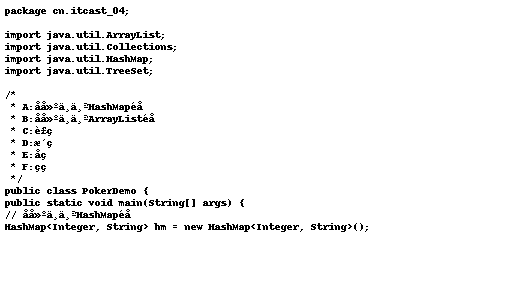 package cn.itcast_04;
import java.util.ArrayList;
import java.util.Collections;
import java.util.HashMap;
import java.util.TreeSet;
/*
* A:åå»ºä¸ä¸ªHashMapéå
* B:åå»ºä¸ä¸ªArrayListéå
* C:è£ç
* D:æ´ç
* E:åç
* F:çç
*/
public class PokerDemo {
public static void main(String[] args) {
// åå»ºä¸ä¸ªHashMapéå
HashMap<Integer, String> hm = new HashMap<Integer, String>();